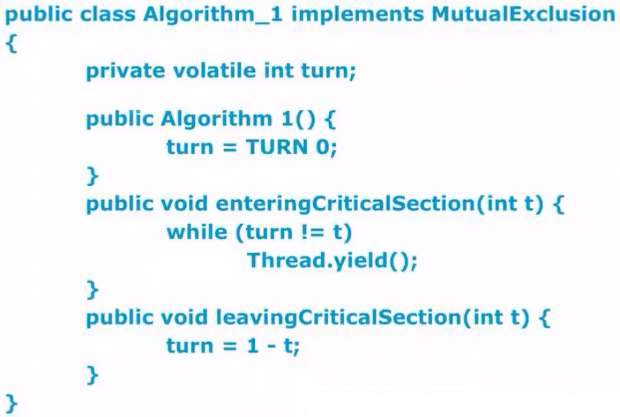 public class Algorithm_1 implements MutualExclusion
{
private volatile int turn;
public Algorithm 1() {
turn = TURN 0;
}
public void enteringCriticalSection(int t) {
while (turn != t)
Thread.yield();
}
public void leavingCriticalSection(int t) {
turn = 1 - t;
}
}